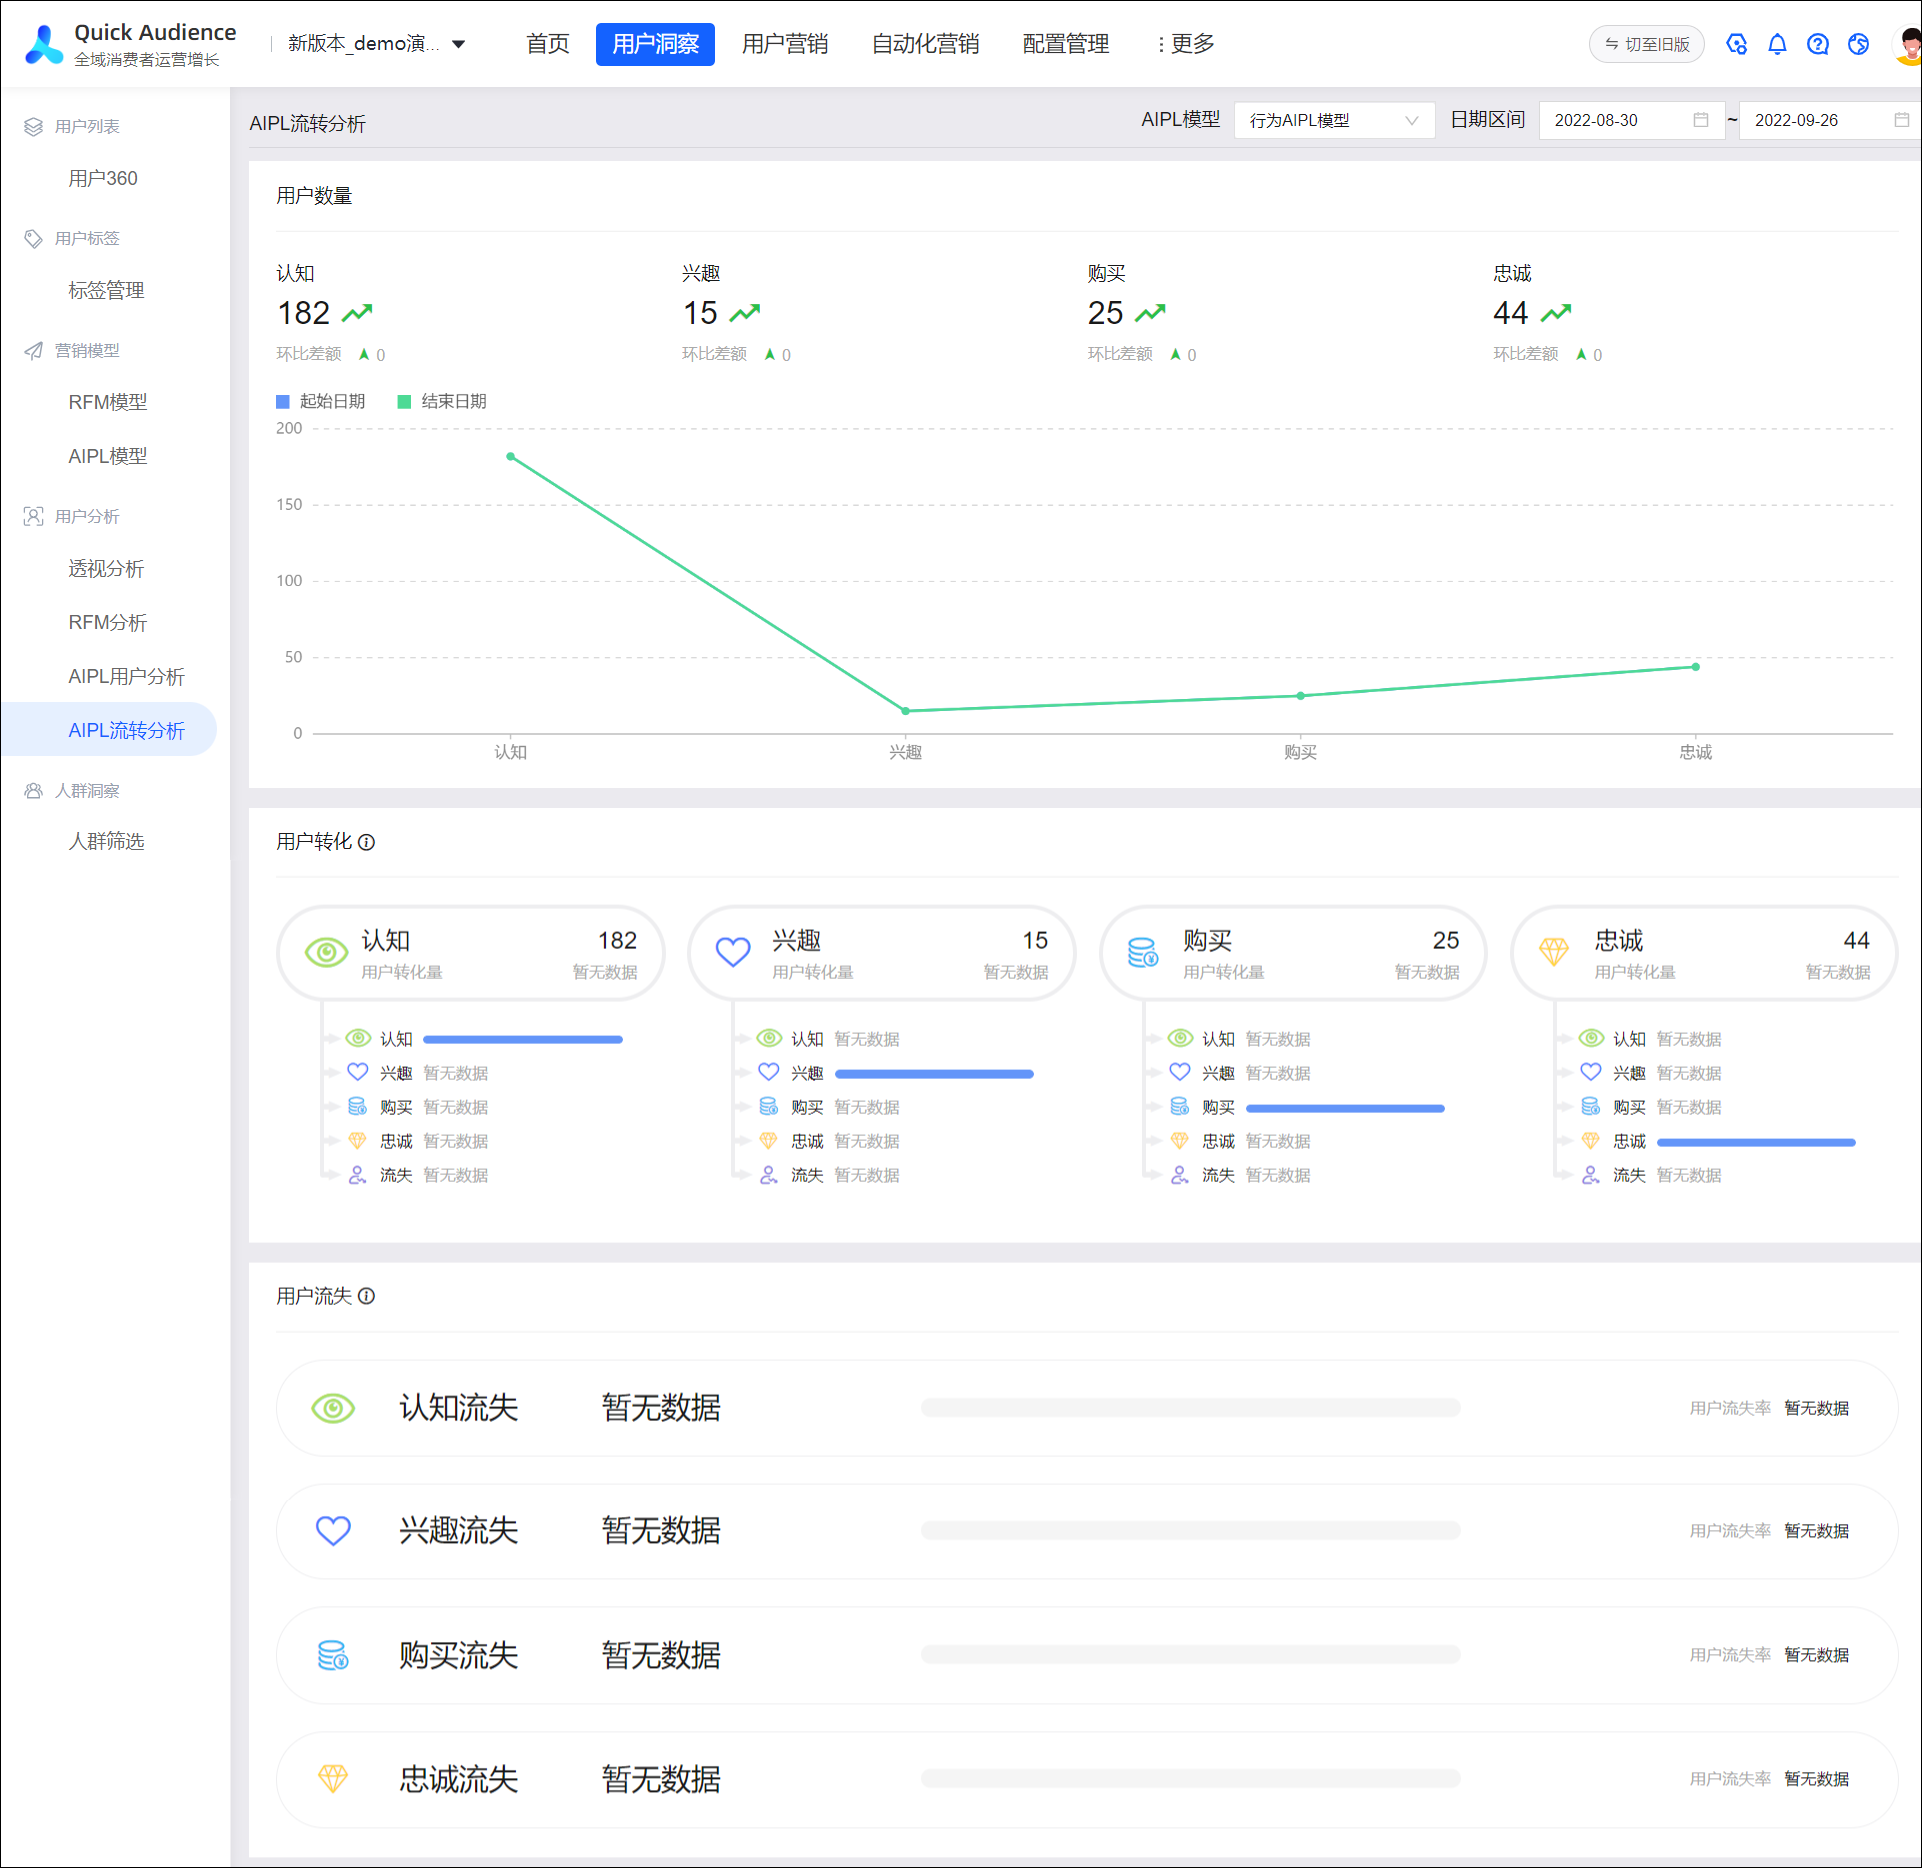 Quick Audience
全域消费者运营增长
新版本_demo演...
首页
用户洞察
用户营销
自动化营销
配置管理
更多
切至旧版
用户列表
用户360
用户标签
标签管理
营销模型
RFM模型
AIPL模型
用户分析
透视分析
RFM分析
AIPL用户分析
AIPL流转分析
人群洞察
人群筛选
AIPL流转分析
AIPL模型
行为AIPL模型
日期区间
2022-08-30
~
2022-09-26
用户数量
认知
182
环比差额 0
兴趣
15
环比差额 0
购买
25
环比差额 0
忠诚
44
环比差额 0
起始日期
结束日期
200
150
100
50
0
认知
兴趣
购买
忠诚
用户转化
认知 182
用户转化量 暂无数据
认知
兴趣 暂无数据
购买 暂无数据
忠诚 暂无数据
流失 暂无数据
兴趣 15
用户转化量 暂无数据
认知 暂无数据
兴趣
购买 暂无数据
忠诚 暂无数据
流失 暂无数据
购买 25
用户转化量 暂无数据
认知 暂无数据
兴趣 暂无数据
购买
忠诚 暂无数据
流失 暂无数据
忠诚 44
用户转化量 暂无数据
认知 暂无数据
兴趣 暂无数据
购买 暂无数据
忠诚
流失 暂无数据
用户流失
认知流失 暂无数据 用户流失率 暂无数据
兴趣流失 暂无数据 用户流失率 暂无数据
购买流失 暂无数据 用户流失率 暂无数据
忠诚流失 暂无数据 用户流失率 暂无数据